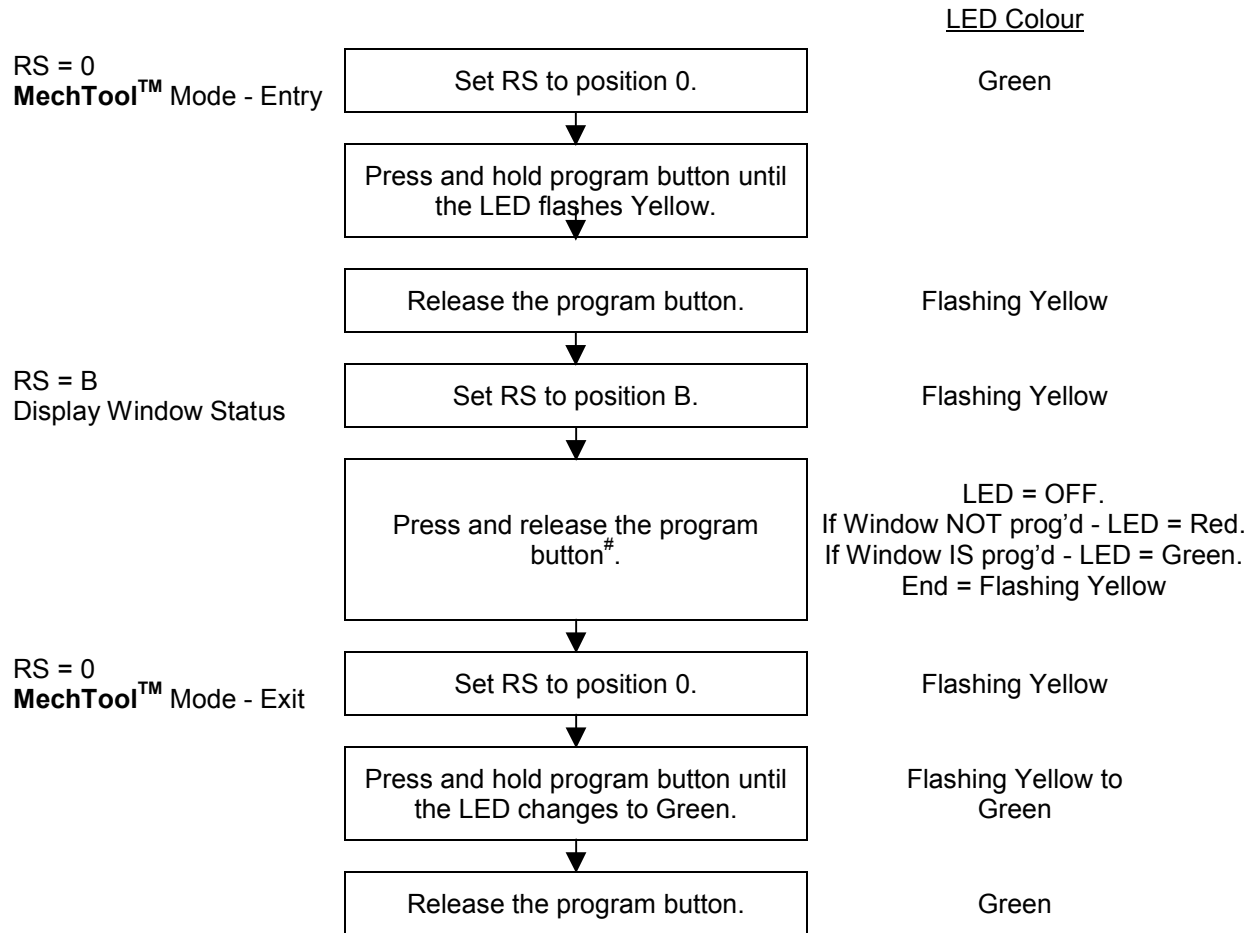 LED Colour
RS = 0
MechTool™ Mode - Entry
Set RS to position 0.
Green
Press and hold program button until
the LED flashes Yellow.
Release the program button.
Flashing Yellow
RS = B
Display Window Status
Set RS to position B.
Flashing Yellow
Press and release the program
button#.
LED = OFF.
If Window NOT prog’d - LED = Red.
If Window IS prog’d - LED = Green.
End = Flashing Yellow
RS = 0
MechTool™ Mode - Exit
Set RS to position 0.
Flashing Yellow
Press and hold program button until
the LED changes to Green.
Flashing Yellow to
Green
Release the program button.
Green